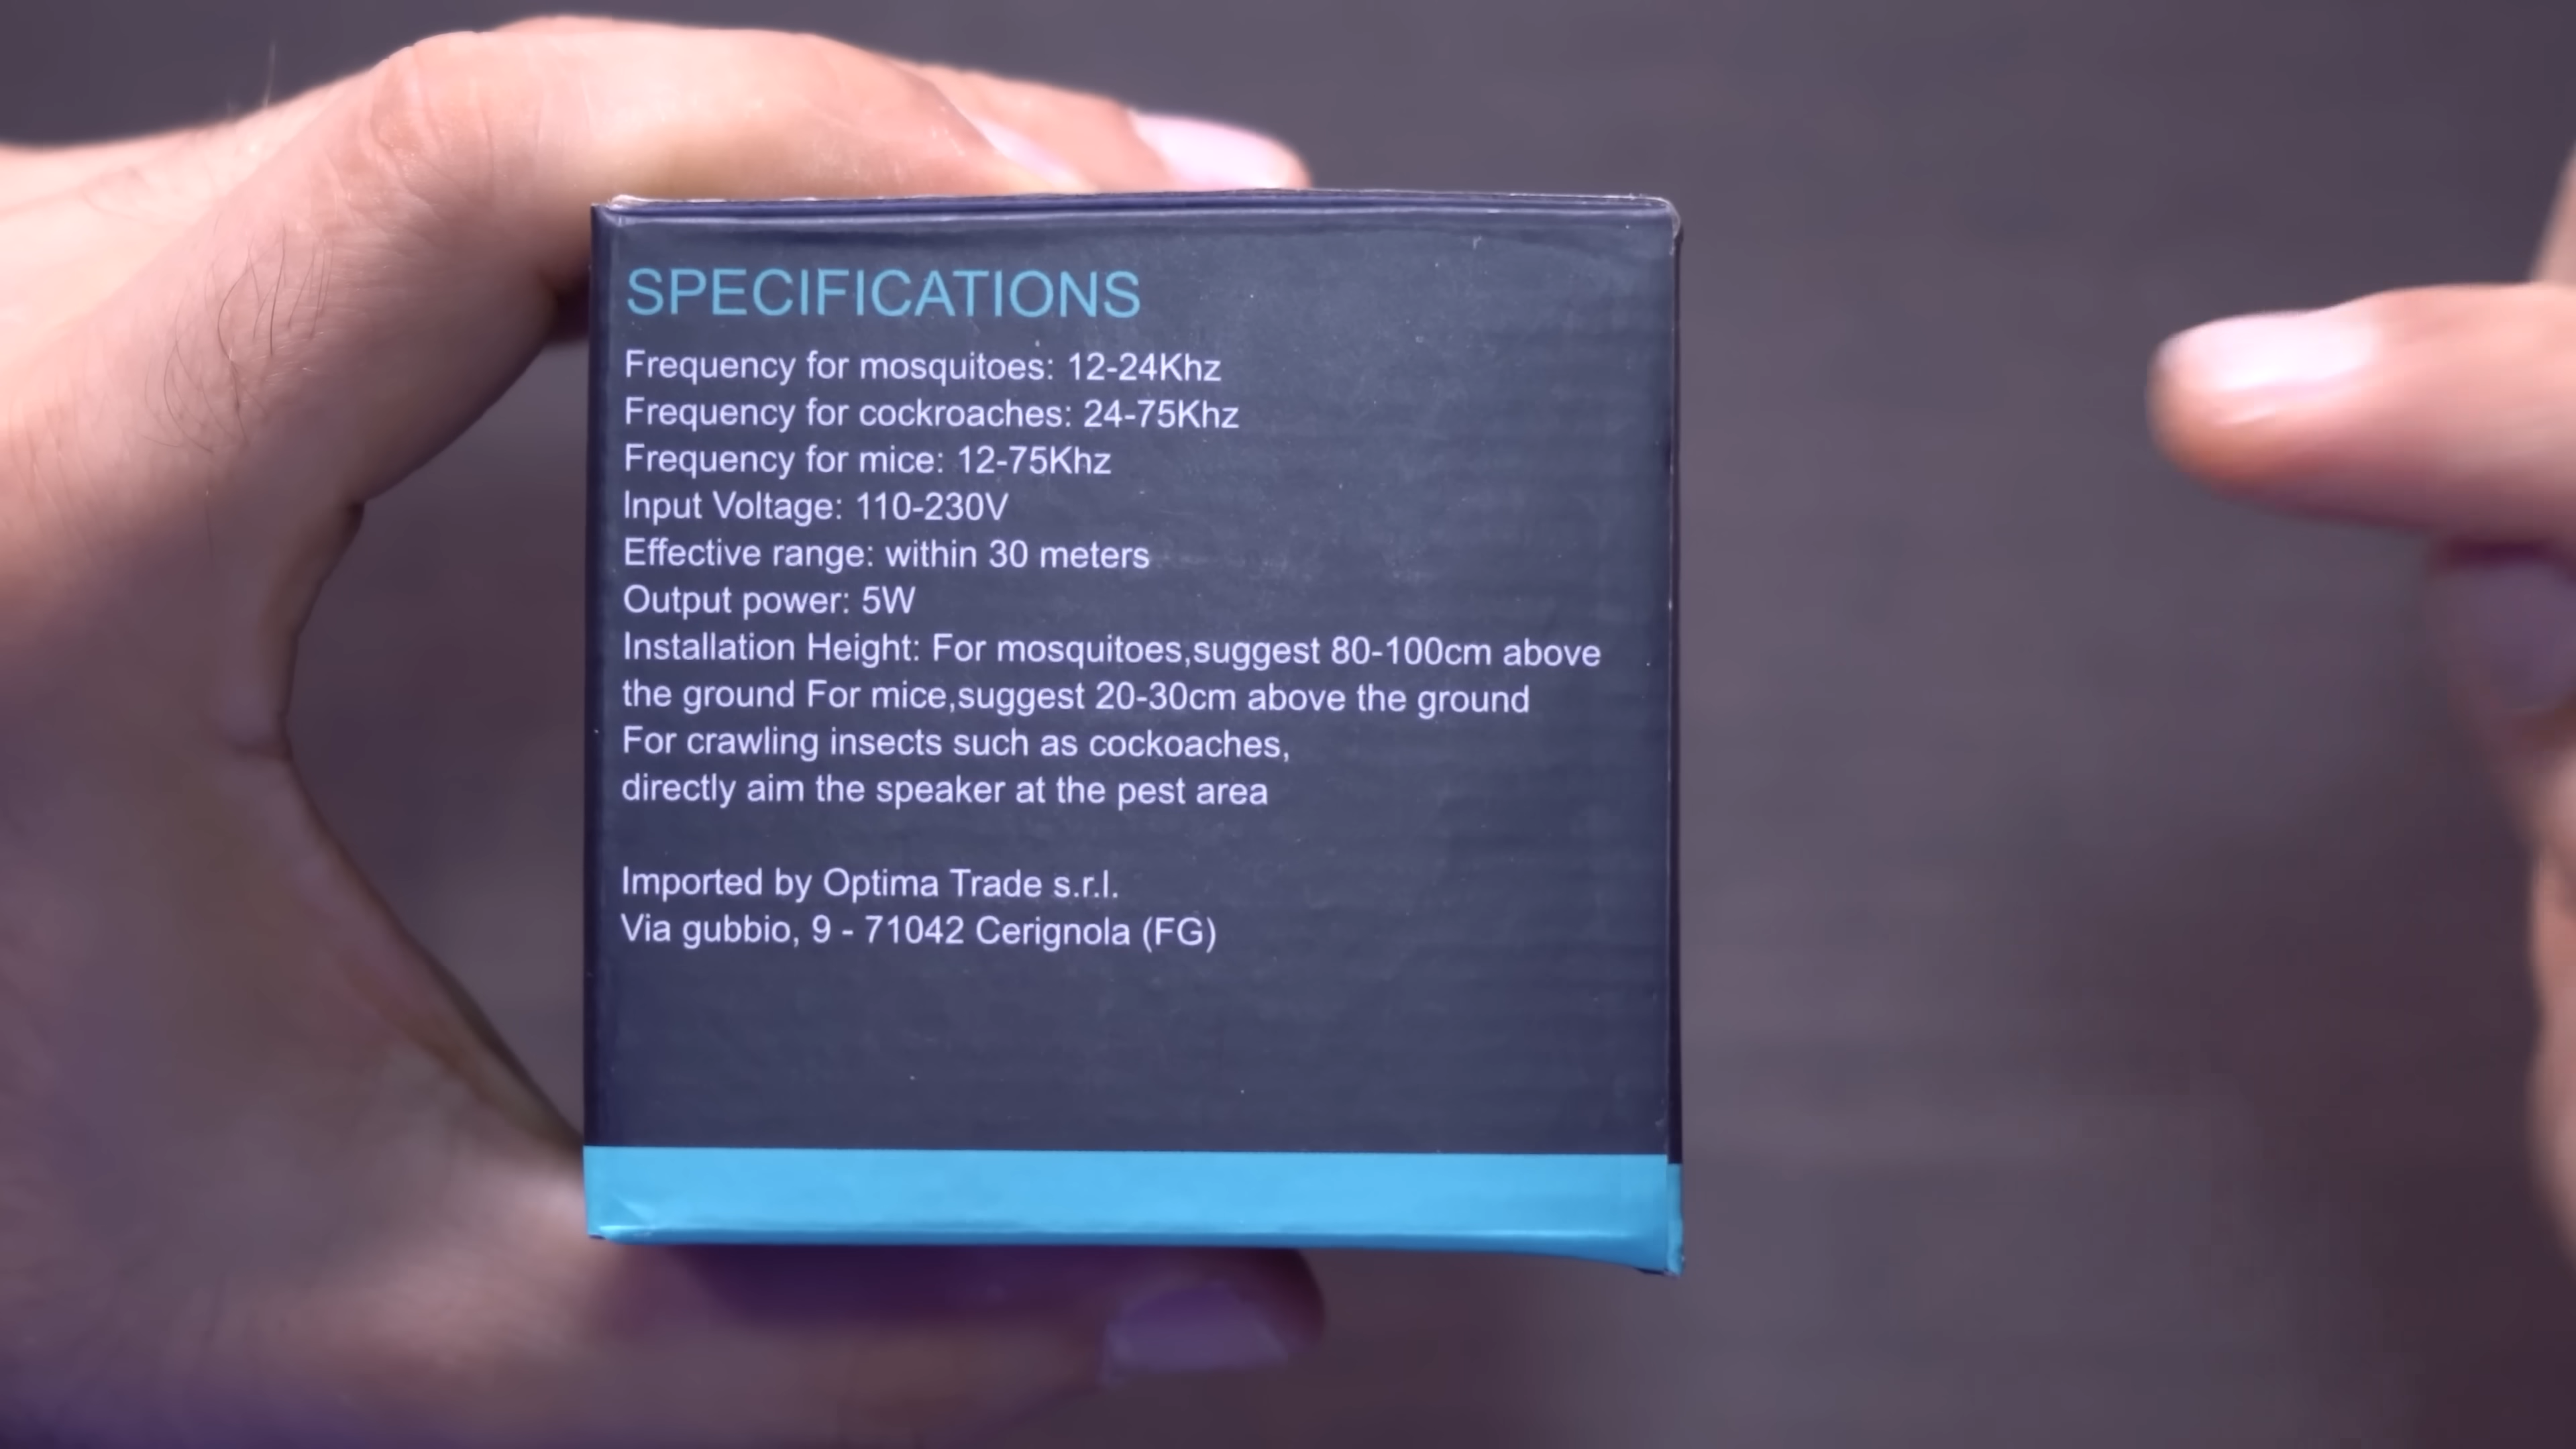 SPECIFICATIONS
Frequency for mosquitoes: 12-24Khz
Frequency for cockroaches: 24-75Khz
Frequency for mice: 12-75Khz
Input Voltage: 110-230V
Effective range: within 30 meters
Output power: 5W
Installation Height: For mosquitoes,suggest 80-100cm above
the ground For mice,suggest 20-30cm above the ground
For crawling insects such as cockoaches,
directly aim the speaker at the pest area
Imported by Optima Trade s.r.l.
Via gubbio, 9 - 71042 Cerignola (FG)